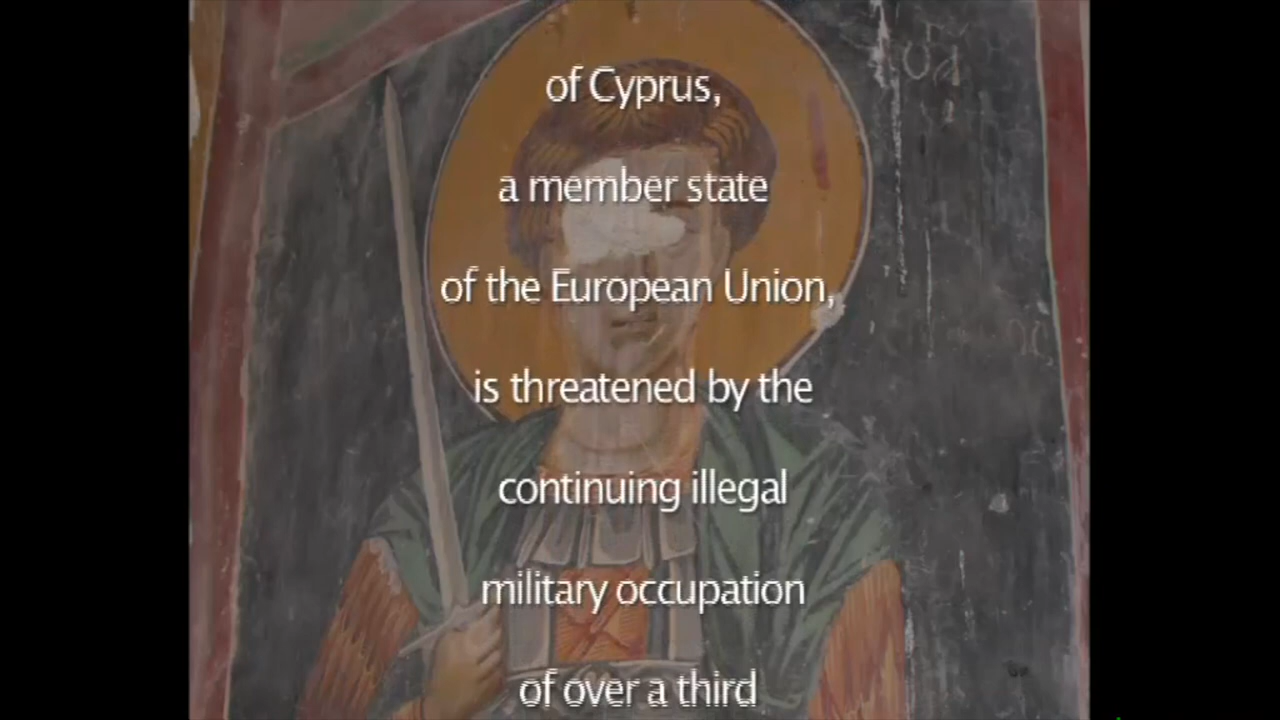 of Cyprus,
a member state
of the European Union,
is threatened by the
continuing illegal
military occupation
of over a third